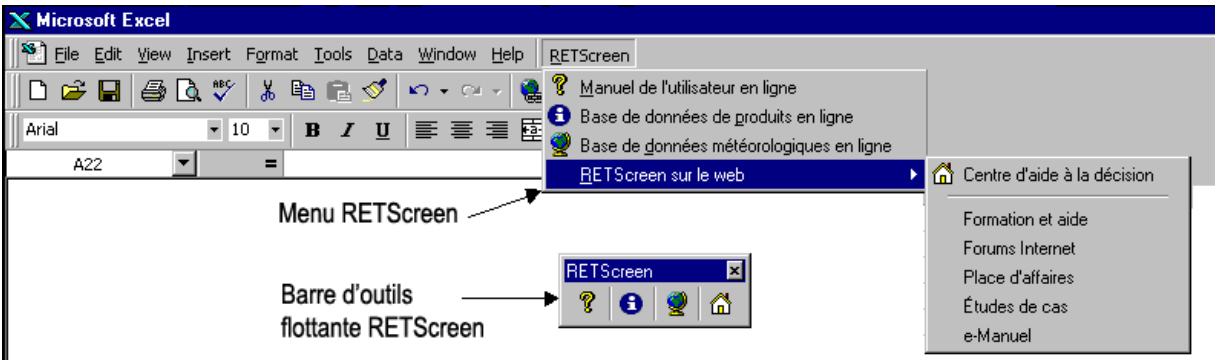 Microsoft Excel
File Edit View Insert Format Tools Data Window Help RETScreen
ABC
Arial 10 B I U a
A22 =
Manuel de l'utilisateur en ligne
Base de données de produits en ligne
Base de données météorologiques en ligne
RETScreen sur le web
Centre d'aide à la décision
Formation et aide
Forums Internet
Place d'affaires
Études de cas
e-Manuel
Menu RETScreen
RETScreen
Barre d'outils
flottante RETScreen